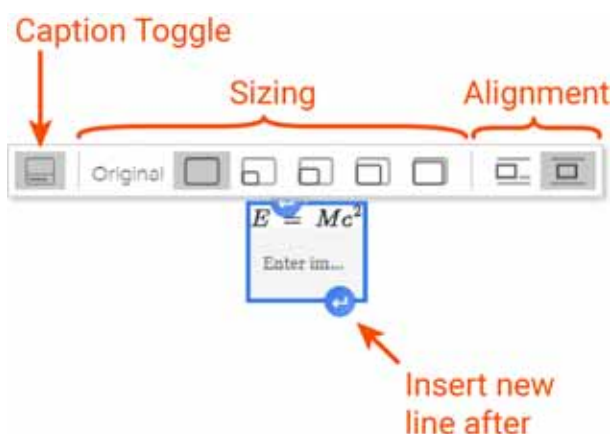 Caption Toggle
Sizing
Alignment
Original
E = Mc²
Enter im...
Insert new
line after